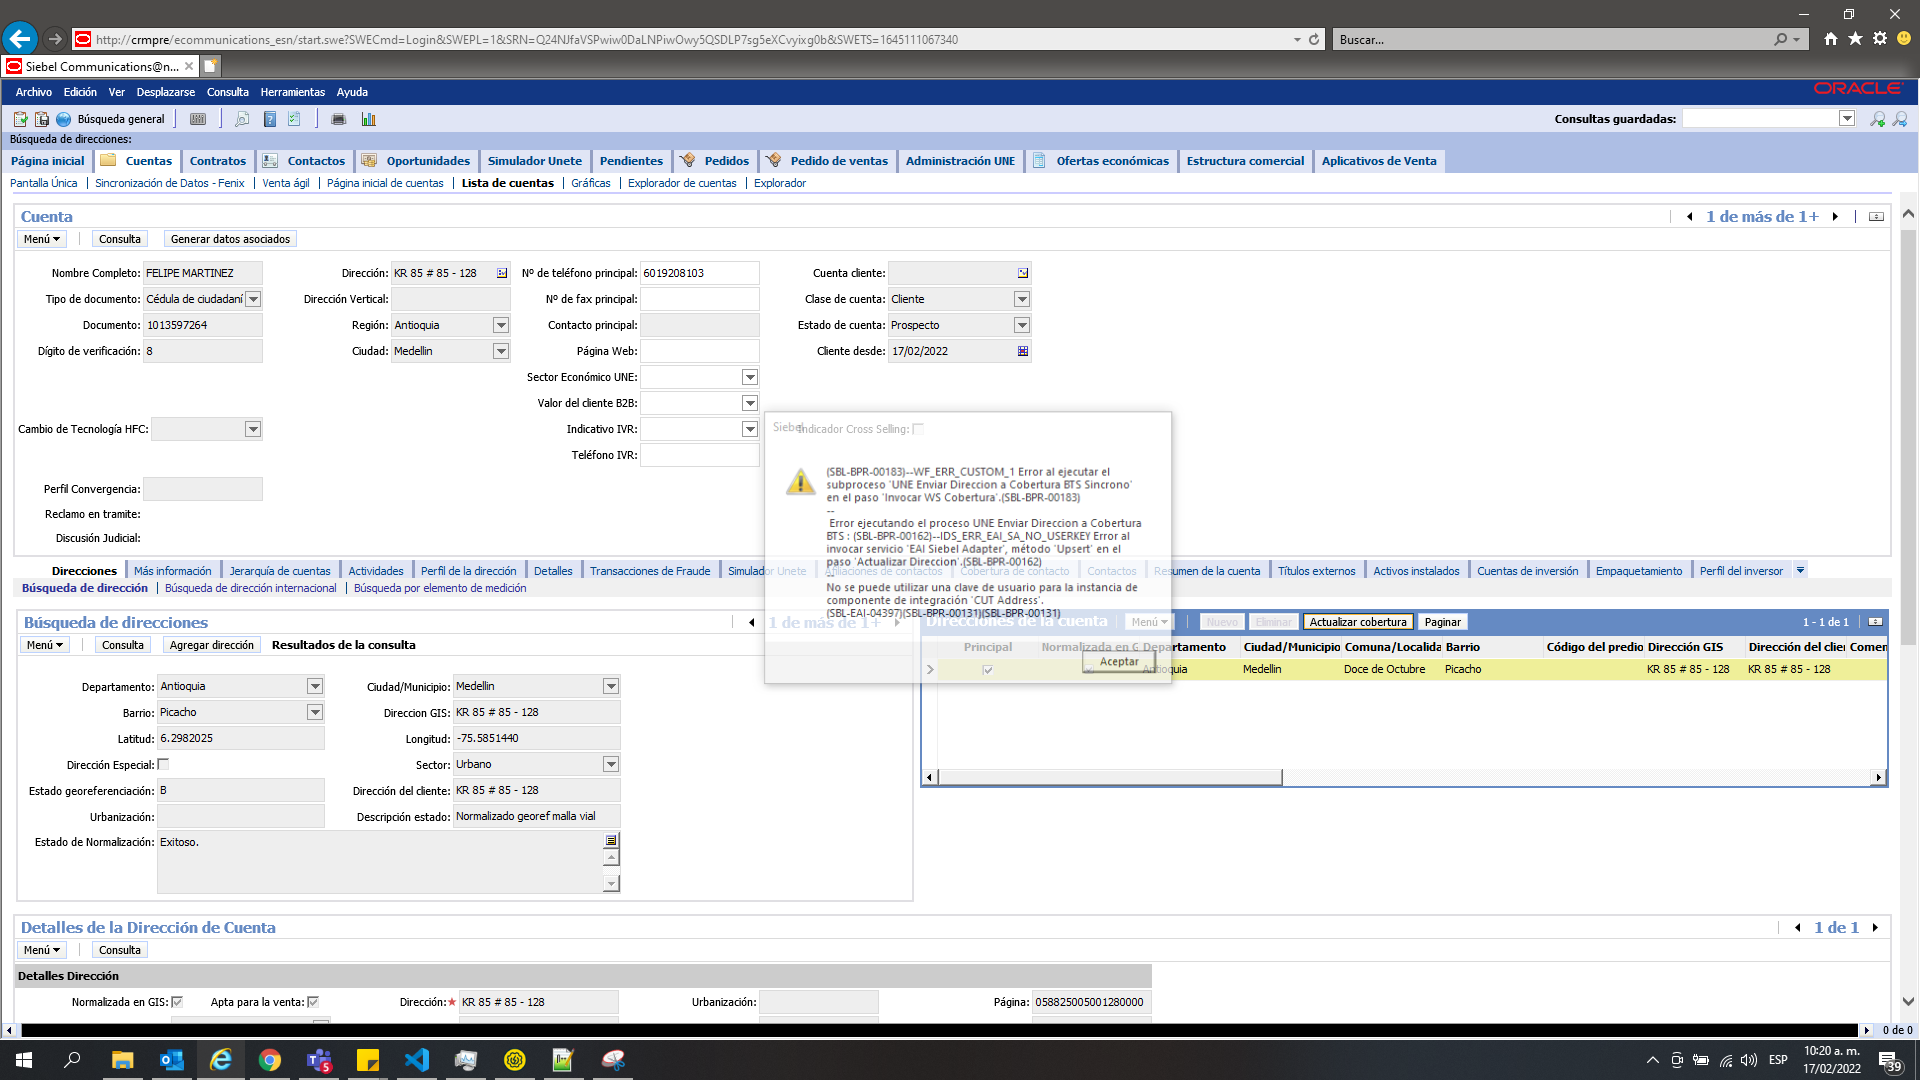 http://crmpre/ecommunications_esn/start.swe?SWECmd=Login&SWEPL=1&SRN=Q24NJfaVSPwiw0DaLNPiwOwy5QSDLP7sg5eXCvyixg0b&SWETS=1645111067340
Buscar...
Siebel Communications@n...
Archivo Edición Ver Desplazarse Consulta Herramientas Ayuda
ORACLE
Búsqueda general
Consultas guardadas:
Búsqueda de direcciones:
Página inicial Cuentas Contratos Contactos Oportunidades Simulador Unete Pendientes Pedidos Pedido de ventas Administración UNE Ofertas económicas Estructura comercial Aplicativos de Venta
Pantalla Única Sincronización de Datos - Fenix Venta ágil Página inicial de cuentas Lista de cuentas Gráficas Explorador de cuentas Explorador
Cuenta
1 de más de 1+
Menú Consulta Generar datos asociados
Nombre Completo: FELIPE MARTINEZ Dirección: KR 85 # 85 - 128 Nº de teléfono principal: 6019208103 Cuenta cliente:
Tipo de documento: Cédula de ciudadaní Dirección Vertical: Nº de fax principal: Clase de cuenta: Cliente
Documento: 1013597264 Región: Antioquia Contacto principal: Estado de cuenta: Prospecto
Dígito de verificación: 8 Ciudad: Medellin Página Web: Cliente desde: 17/02/2022
Sector Económico UNE:
Valor del cliente B2B:
Cambio de Tecnología HFC: Indicativo IVR: Indicador Cross Selling:
Teléfono IVR:
Perfil Convergencia:
Reclamo en tramite:
Discusión Judicial:
Siebel
(SBL-BPR-00183)--WF_ERR_CUSTOM_1 Error al ejecutar el
subproceso 'UNE Enviar Direccion a Cobertura BTS Sincrono'
en el paso 'Invocar WS Cobertura'.(SBL-BPR-00183)
--
Error ejecutando el proceso UNE Enviar Direccion a Cobertura
BTS : (SBL-BPR-00162)--IDS_ERR_EAI_SA_NO_USERKEY Error al
invocar servicio 'EAI Siebel Adapter', método 'Upsert' en el
paso 'Actualizar Direccion'.(SBL-BPR-00162)
--
No se puede utilizar una clave de usuario para la instancia de
componente de integración 'CUT Address'.
(SBL-EAI-04397)(SBL-BPR-00131)(SBL-BPR-00131)
Aceptar
Direcciones Más información Jerarquía de cuentas Actividades Perfil de la dirección Detalles Transacciones de Fraude Simulador Unete Afiliaciones de contactos Cobertura de contacto Contactos Resumen de la cuenta Títulos externos Activos instalados Cuentas de inversión Empaquetamiento Perfil del inversor
Búsqueda de dirección Búsqueda de dirección internacional Búsqueda por elemento de medición
Búsqueda de direcciones
1 de más de 1+
Menú Consulta Agregar dirección Resultados de la consulta
Departamento: Antioquia Ciudad/Municipio: Medellin
Barrio: Picacho Direccion GIS: KR 85 # 85 - 128
Latitud: 6.2982025 Longitud: -75.5851440
Dirección Especial: Sector: Urbano
Estado georeferenciación: B Dirección del cliente: KR 85 # 85 - 128
Urbanización: Descripción estado: Normalizado georef malla vial
Estado de Normalización: Exitoso.
Direcciones de la cuenta Menú Nuevo Eliminar Actualizar cobertura Paginar 1 - 1 de 1
Principal Normalizada en G Departamento Ciudad/Municipio Comuna/Localida Barrio Código del predio Dirección GIS Dirección del clie Comen
Antioquia Medellin Doce de Octubre Picacho KR 85 # 85 - 128 KR 85 # 85 - 128
Detalles de la Dirección de Cuenta
1 de 1
Menú Consulta
Detalles Dirección
Normalizada en GIS: Apta para la venta: Dirección:* KR 85 # 85 - 128 Urbanización: Página: 058825005001280000
0 de 0
5
ESP
10:20 a. m.
17/02/2022
39